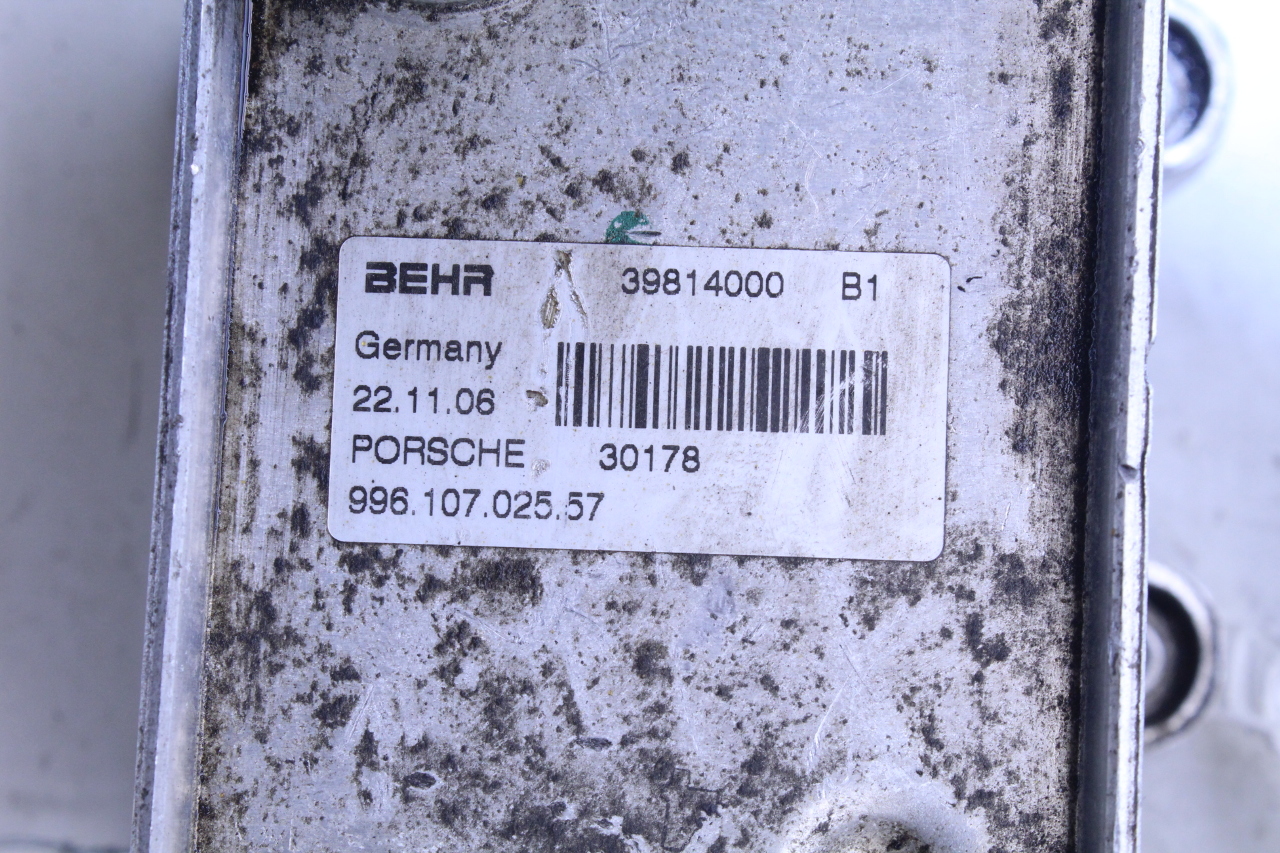 BEHR 39814000 B1
Germany
22.11.06
PORSCHE 30178
996.107.025.57